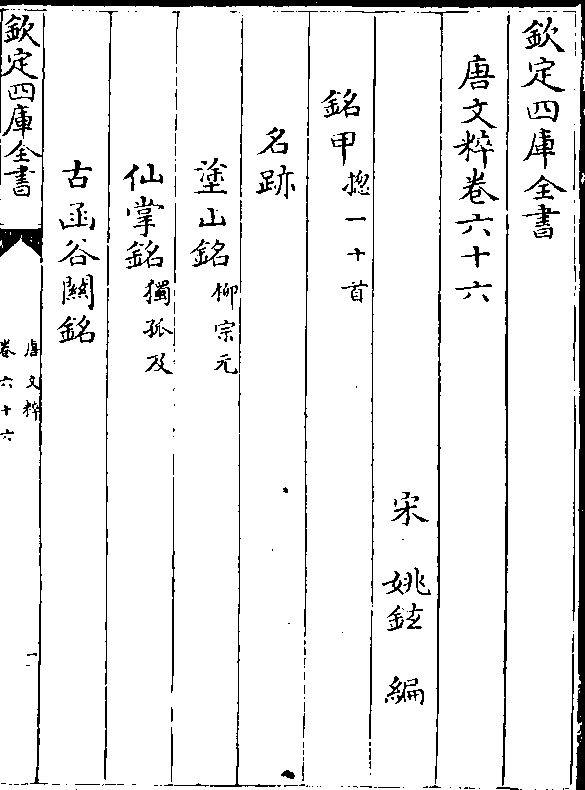 欽定四庫全書
唐文粹卷六十六
宋　姚鉉　編
銘甲揔一十首
名跡
塗山銘柳宗元
仙掌銘獨孤及
古函谷關銘
欽定四庫全書
唐文粹
卷六十六
一